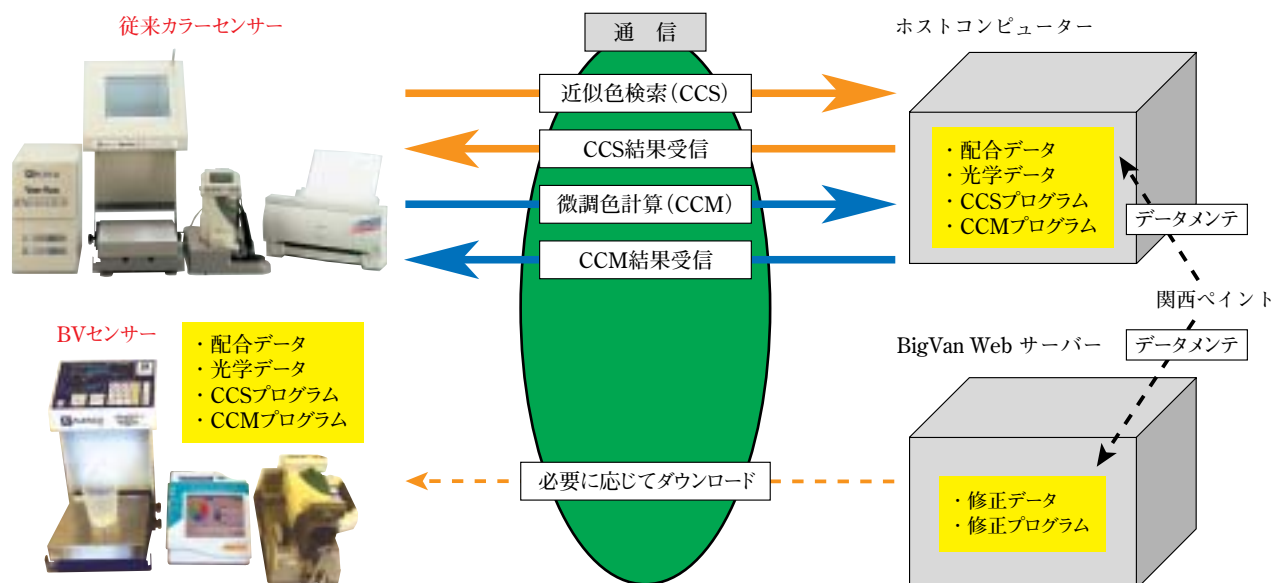 従来カラーセンサー
通 信
ホストコンピューター
近似色検索(CCS)
CCS結果受信
微調色計算(CCM)
CCM結果受信
・配合データ
・光学データ
・CCSプログラム
・CCMプログラム
データメンテ
関西ペイント
BVセンサー
・配合データ
・光学データ
・CCSプログラム
・CCMプログラム
BigVan Web サーバー
データメンテ
必要に応じてダウンロード
・修正データ
・修正プログラム